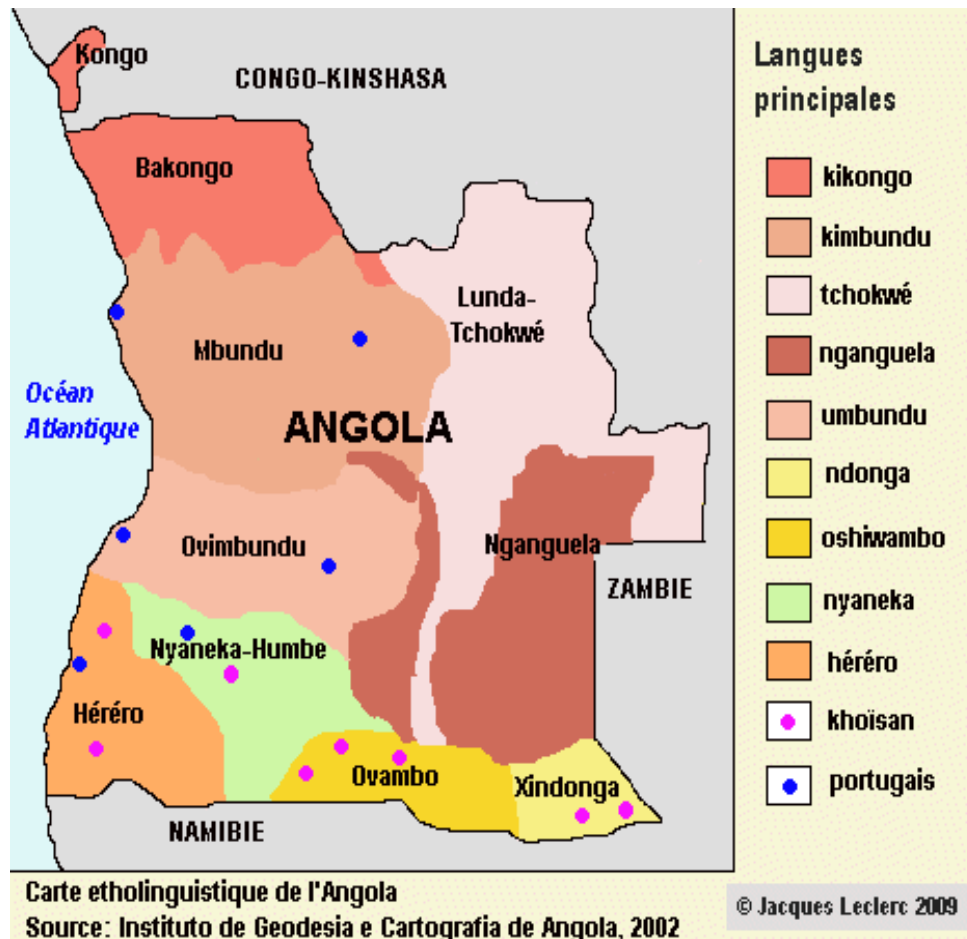 Kongo
CONGO-KINSHASA
Bakongo
Lunda-
Tchokwé
Mbundu
Océan
Atlantique
ANGOLA
Ovimbundu
Nganguela
ZAMBIE
Nyaneka-Humbe
Héréro
Ovambo
Xindonga
NAMIBIE
Langues
principales
kikongo
kimbundu
tchokwé
nganguela
umbundu
ndonga
oshiwambo
nyaneka
héréro
khoïsan
portugais
Carte etholinguistique de l'Angola
Source: Instituto de Geodesia e Cartografia de Angola, 2002
© Jacques Leclerc 2009